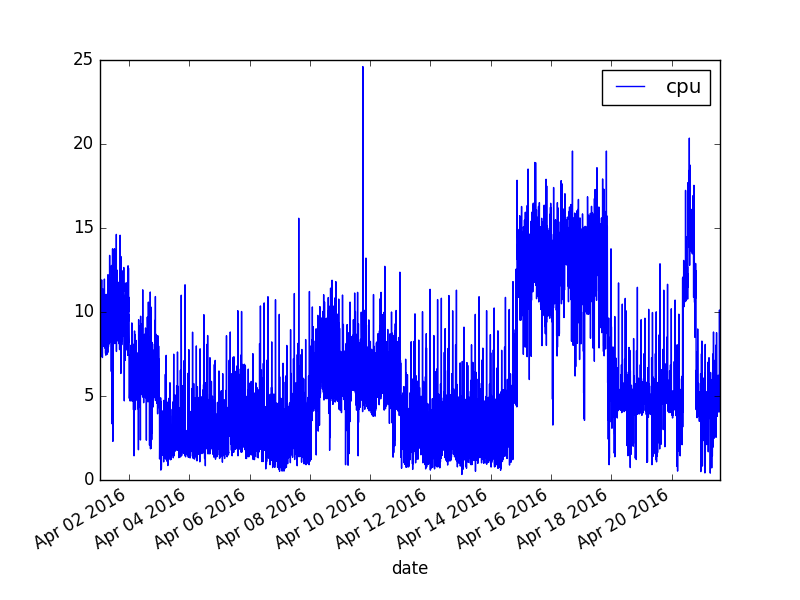 25
cpu
20
15
10
5
0
Apr 02 2016
Apr 04 2016
Apr 06 2016
Apr 08 2016
Apr 10 2016
Apr 12 2016
Apr 14 2016
Apr 16 2016
Apr 18 2016
Apr 20 2016
date